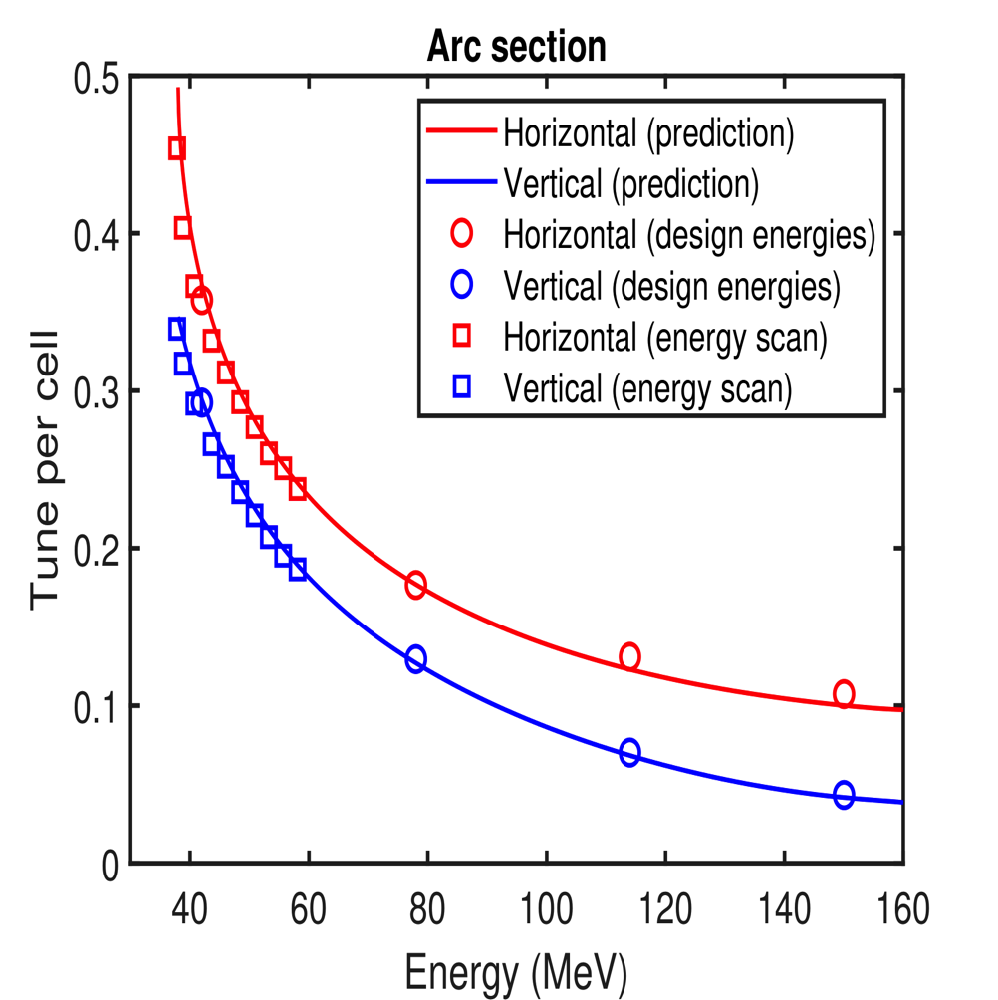 Arc section
0.5
0.4
0.3
0.2
0.1
0
Tune per cell
Horizontal (prediction)
Vertical (prediction)
Horizontal (design energies)
Vertical (design energies)
Horizontal (energy scan)
Vertical (energy scan)
40 60 80 100 120 140 160
Energy (MeV)